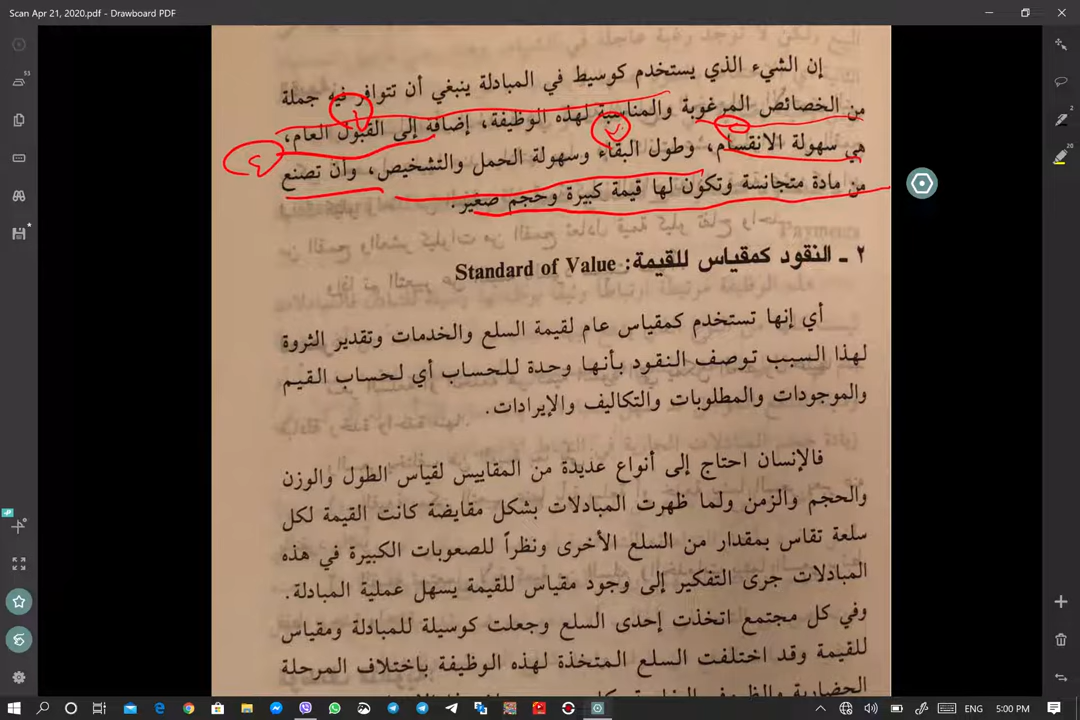 Scan Apr 21, 2020.pdf - Drawboard PDF
إن الشيء الذي يستخدم كوسيط في المبادلة ينبغي أن تتوافر فيه جملة
من الخصائص المرغوبة والمناسبة لهذه الوظيفة، إضافة إلى القبول العام،
هي سهولة الانقسام، وطول البقاء وسهولة الحمل والتشخيص، وأن تصنع
من مادة متجانسة وتكون لها قيمة كبيرة وحجم صغير.
٢ ـ النقود كمقياس للقيمة: Standard of Value
أي إنها تستخدم كمقياس عام لقيمة السلع والخدمات وتقدير الثروة
لهذا السبب توصف النقود بأنها وحدة للحساب أي لحساب القيم
والموجودات والمطلوبات والتكاليف والإيرادات.
فالإنسان احتاج إلى أنواع عديدة من المقاييس لقياس الطول والوزن
والحجم والزمن ولما ظهرت المبادلات بشكل مقايضة كانت القيمة لكل
سلعة تقاس بمقدار من السلع الأخرى ونظراً للصعوبات الكبيرة في هذه
المبادلات جرى التفكير إلى وجود مقياس للقيمة يسهل عملية المبادلة.
وفي كل مجتمع اتخذت إحدى السلع وجعلت كوسيلة للمبادلة ومقياس
للقيمة وقد اختلفت السلع المتخذة لهذه الوظيفة باختلاف المرحلة
ENG 5:00 PM